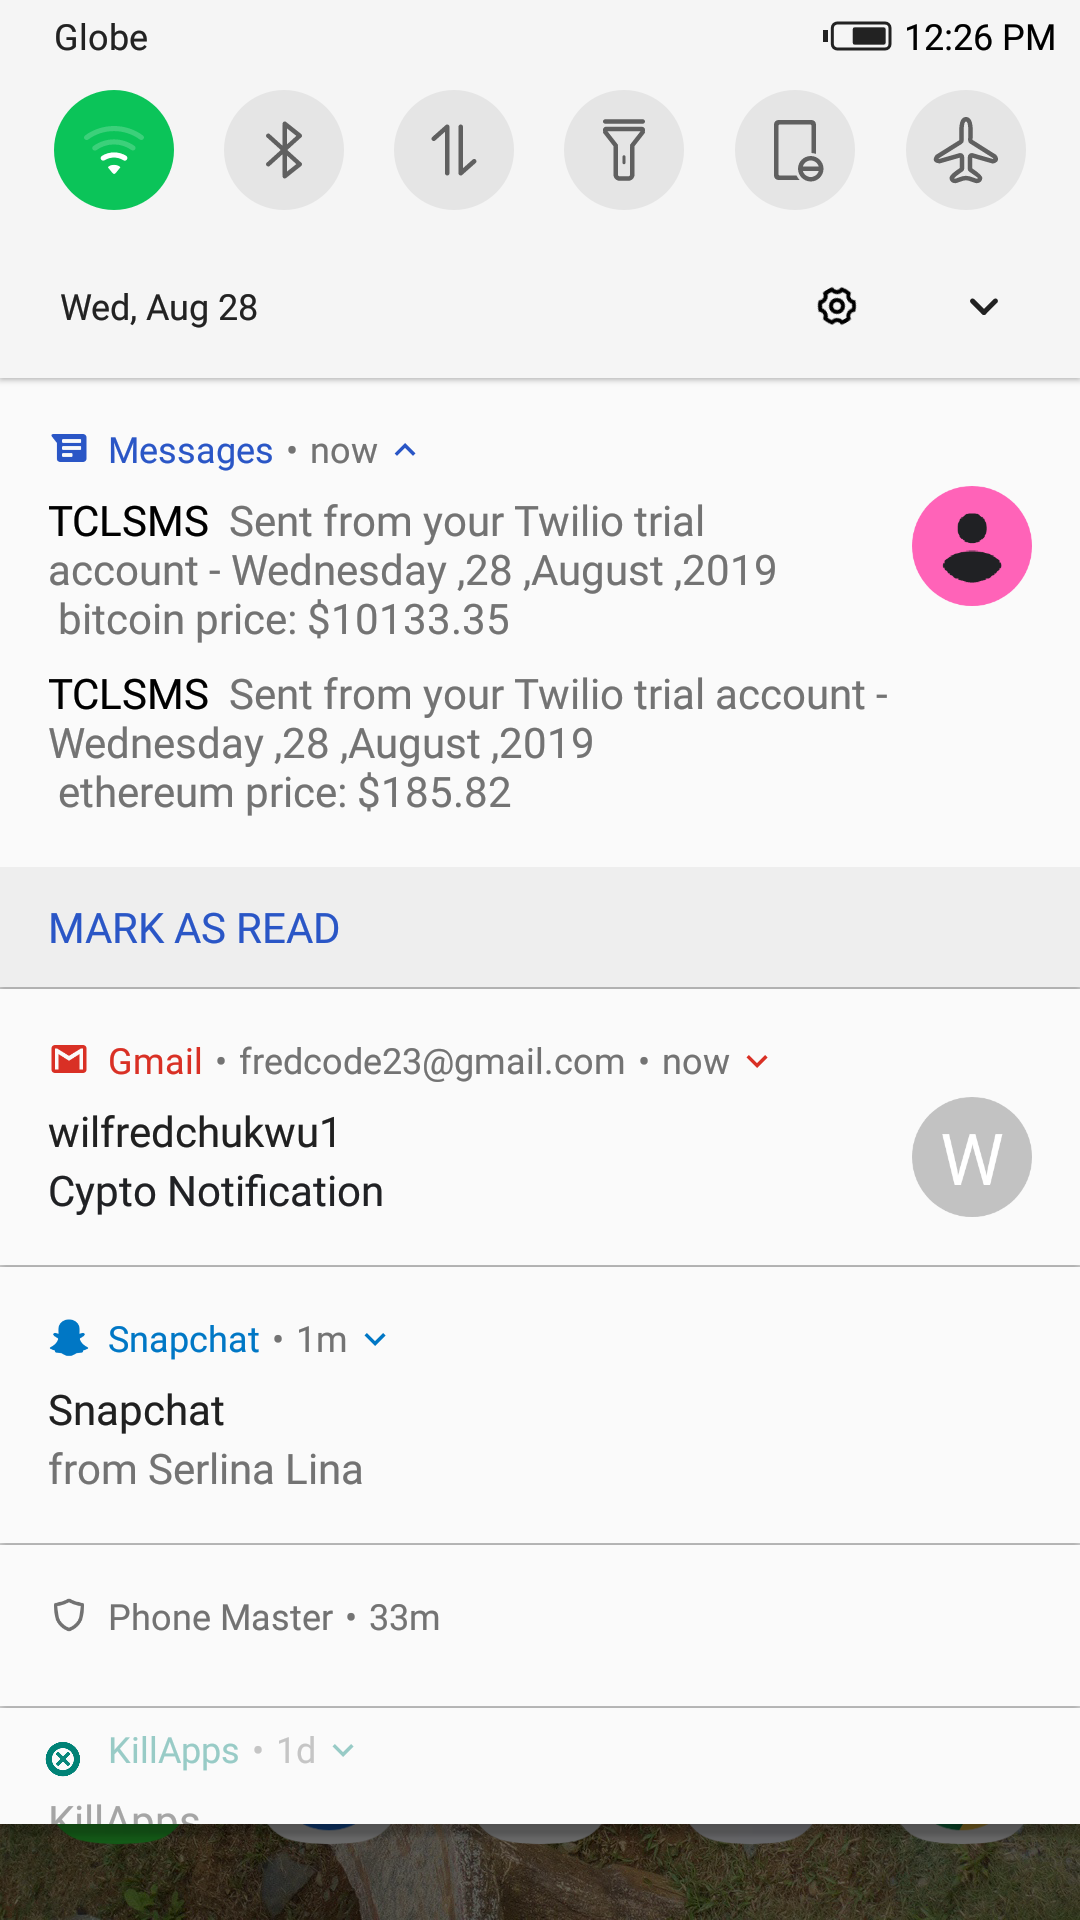 Globe 12:26 PM
Wed, Aug 28
Messages • now
TCLSMS Sent from your Twilio trial
account - Wednesday ,28 ,August ,2019
bitcoin price: $10133.35
TCLSMS Sent from your Twilio trial account -
Wednesday ,28 ,August ,2019
ethereum price: $185.82
MARK AS READ
Gmail • fredcode23@gmail.com • now
wilfredchukwu1
W
Cypto Notification
Snapchat • 1m
Snapchat
from Serlina Lina
Phone Master • 33m
KillApps • 1d
KillApps